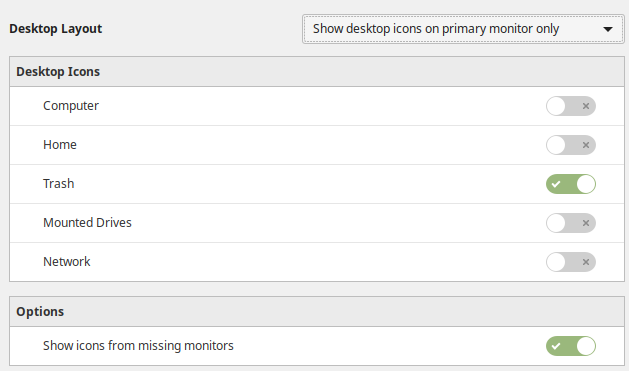 Desktop Layout Show desktop icons on primary monitor only
Desktop Icons
Computer
Home
Trash
Mounted Drives
Network
Options
Show icons from missing monitors